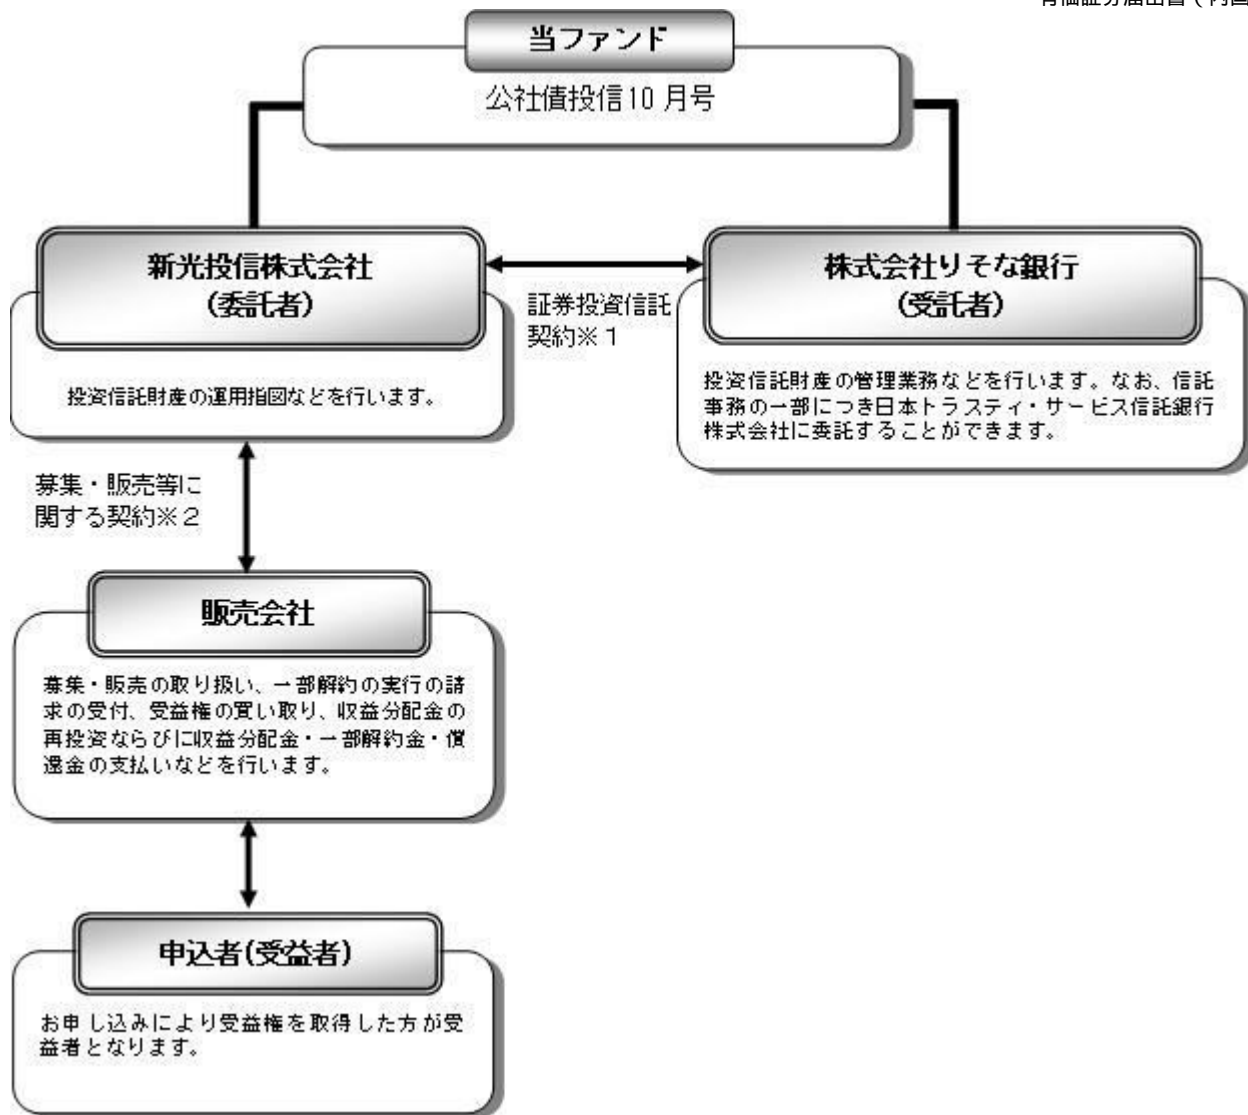 当ファンド
公社債投信10 月号
新光投信株式会社
(委託者)
投資信託財産の運用指図などを行います。
証券投資信託
契約※１
株式会社りそな銀行
(受託者)
投資信託財産の管理業務などを行います。なお、信託
事務の一部につき日本トラスティ・サービス信託銀行
株式会社に委託することができます。
募集・販売等に
関する契約※２
販売会社
募集・販売の取り扱い、一部解約の実行の請
求の受付、受益権の買い取り、収益分配金の
再投資ならびに収益分配金・一部解約金・償
還金の支払いなどを行います。
申込者(受益者)
お申し込みにより受益権を取得した方が受
益者となります。